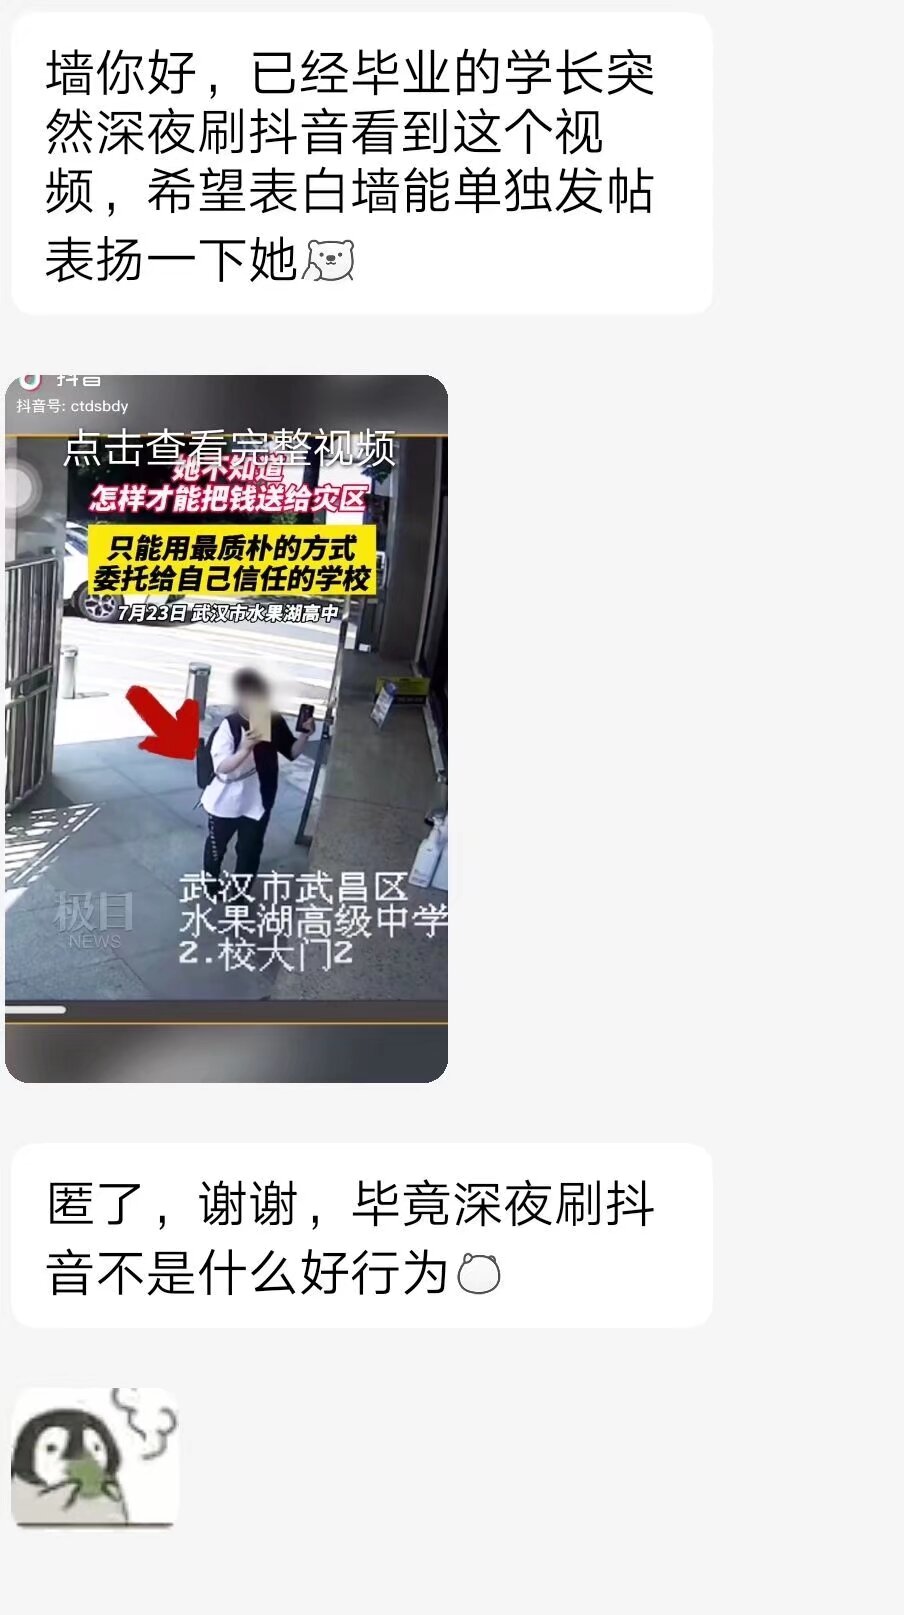 墙你好，已经毕业的学长突
然深夜刷抖音看到这个视
频，希望表白墙能单独发帖
表扬一下她
抖音
抖音号: ctdsbdy
点击查看完整视频
她不知道
怎样才能把钱送给灾区
只能用最质朴的方式
委托给自己信任的学校
7月23日 武汉市水果湖高中
极目
NEWS
武汉市武昌区
水果湖高级中学
2.校大门2
匿了，谢谢，毕竟深夜刷抖
音不是什么好行为